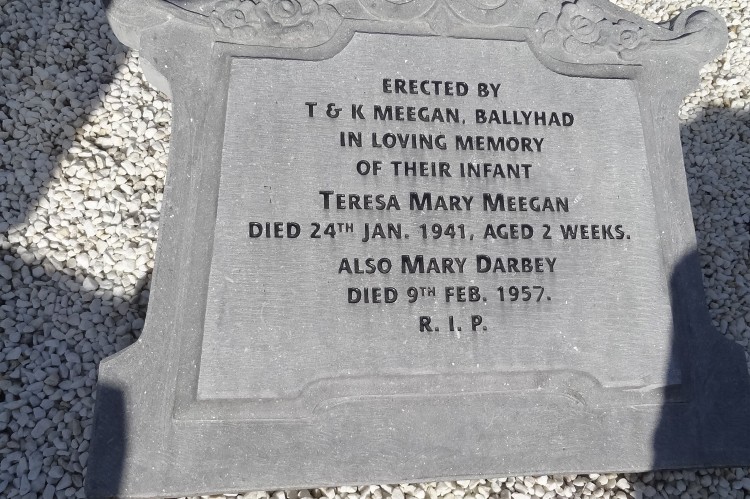 ERECTED BY
T & K MEEGAN, BALLYHAD
IN LOVING MEMORY
OF THEIR INFANT
TERESA MARY MEEGAN
DIED 24TH JAN. 1941, AGED 2 WEEKS.
ALSO MARY DARBEY
DIED 9TH FEB. 1957.
R. I. P.